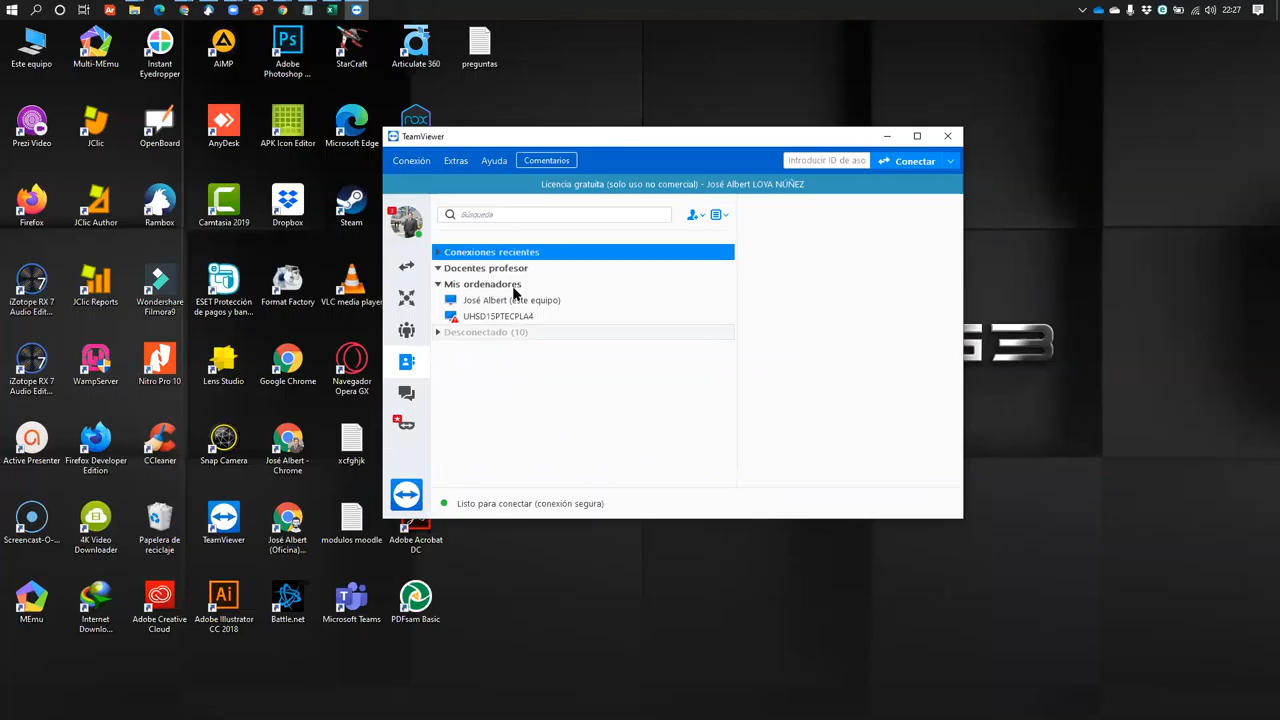 22:27
Este equipo
Multi-MEmu
Instant
Eyedropper
AIMP
Adobe
Photoshop ...
StarCraft
Articulate 360
preguntas
Prezi Video
JClic
OpenBoard
AnyDesk
APK Icon Editor
Microsoft Edge
nox
Firefox
JClic Author
Rambox
Camtasia 2019
Dropbox
Steam
iZotope RX 7
Audio Edit...
JClic Reports
Wondershare
Filmora9
ESET Protección
de pagos y ban...
Format Factory
VLC media player
iZotope RX 7
Audio Edit...
WampServer
Nitro Pro 10
Lens Studio
Google Chrome
Navegador
Opera GX
Active Presenter
Firefox Developer
Edition
CCleaner
Snap Camera
José Albert -
Chrome
xcfghjk
Screencast-O-...
4K Video
Downloader
Papelera de
reciclaje
TeamViewer
José Albert
(Oficina)...
modulos moodle
Adobe Acrobat
DC
MEmu
Internet
Downlo...
Adobe Creative
Cloud
Adobe Illustrator
CC 2018
Battle.net
Microsoft Teams
PDFsam Basic
TeamViewer
Conexión
Extras
Ayuda
Comentarios
Introducir ID de aso
Conectar
Licencia gratuita (solo uso no comercial) - José Albert LOYA NÚÑEZ
Búsqueda
Conexiones recientes
Docentes profesor
Mis ordenadores
José Albert (este equipo)
UHSD15PTECPLA4
Desconectado (10)
Listo para conectar (conexión segura)
G3